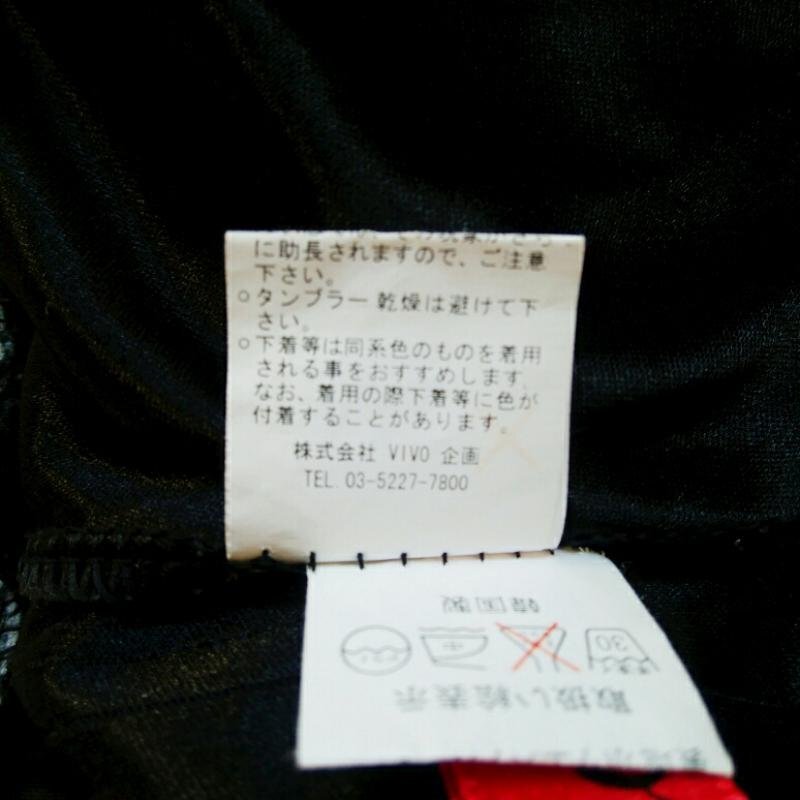 に助長されますので、ご注意
下さい。
○タンブラー乾燥は避けて下
さい。
○下着等は同系色のものを着用
される事をおすすめします
なお、着用の際下着等に色が
付着することがあります。
株式会社 VIVO 企画
TEL.03-5227-7800
韓国製
30
取扱い絵表示